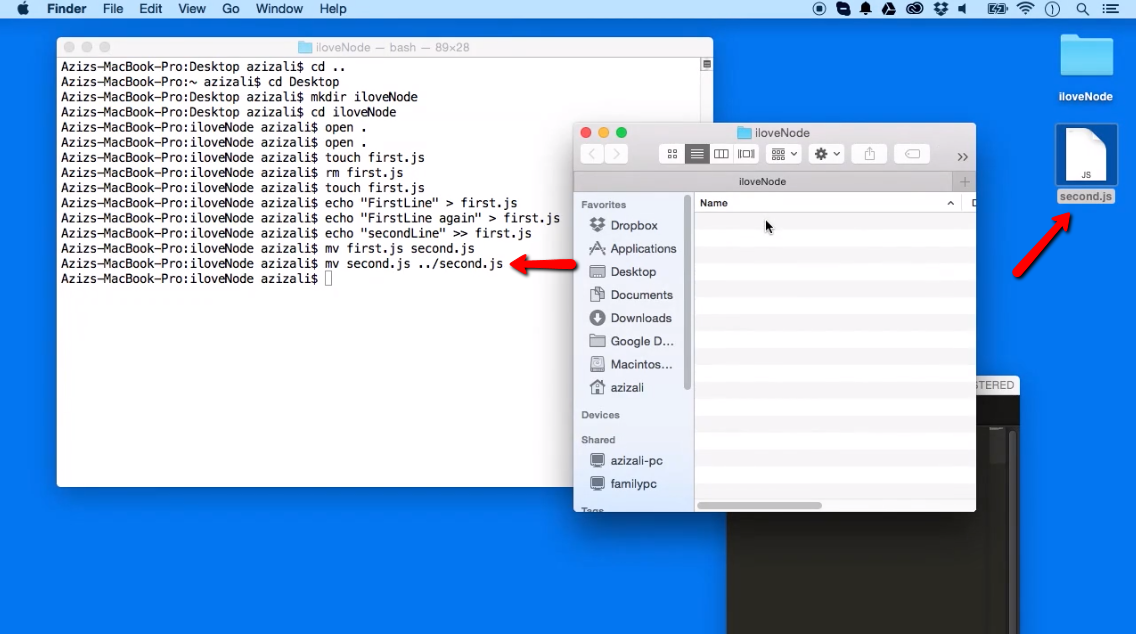 Finder File Edit View Go Window Help
iloveNode — bash — 89×28
Azizs-MacBook-Pro:Desktop azizali$ cd ..
Azizs-MacBook-Pro:~ azizali$ cd Desktop
Azizs-MacBook-Pro:Desktop azizali$ mkdir iloveNode
Azizs-MacBook-Pro:Desktop azizali$ cd iloveNode
Azizs-MacBook-Pro:iloveNode azizali$ open .
Azizs-MacBook-Pro:iloveNode azizali$ open .
Azizs-MacBook-Pro:iloveNode azizali$ touch first.js
Azizs-MacBook-Pro:iloveNode azizali$ rm first.js
Azizs-MacBook-Pro:iloveNode azizali$ touch first.js
Azizs-MacBook-Pro:iloveNode azizali$ echo "FirstLine" > first.js
Azizs-MacBook-Pro:iloveNode azizali$ echo "FirstLine again" > first.js
Azizs-MacBook-Pro:iloveNode azizali$ echo "secondLine" >> first.js
Azizs-MacBook-Pro:iloveNode azizali$ mv first.js second.js
Azizs-MacBook-Pro:iloveNode azizali$ mv second.js ../second.js
Azizs-MacBook-Pro:iloveNode azizali$
iloveNode
iloveNode
Name
Favorites
Dropbox
Applications
Desktop
Documents
Downloads
Google D...
Macintos...
azizali
Devices
Shared
azizali-pc
familypc
Tags
iloveNode
JS
second.js
STERED